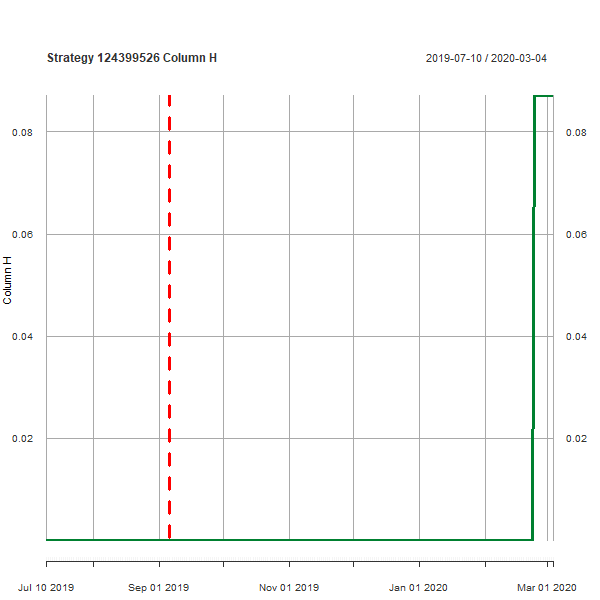 Strategy 124399526 Column H
2019-07-10 / 2020-03-04
0.08
0.08
0.06
0.06
Column H
0.04
0.04
0.02
0.02
Jul 10 2019
Sep 01 2019
Nov 01 2019
Jan 01 2020
Mar 01 2020